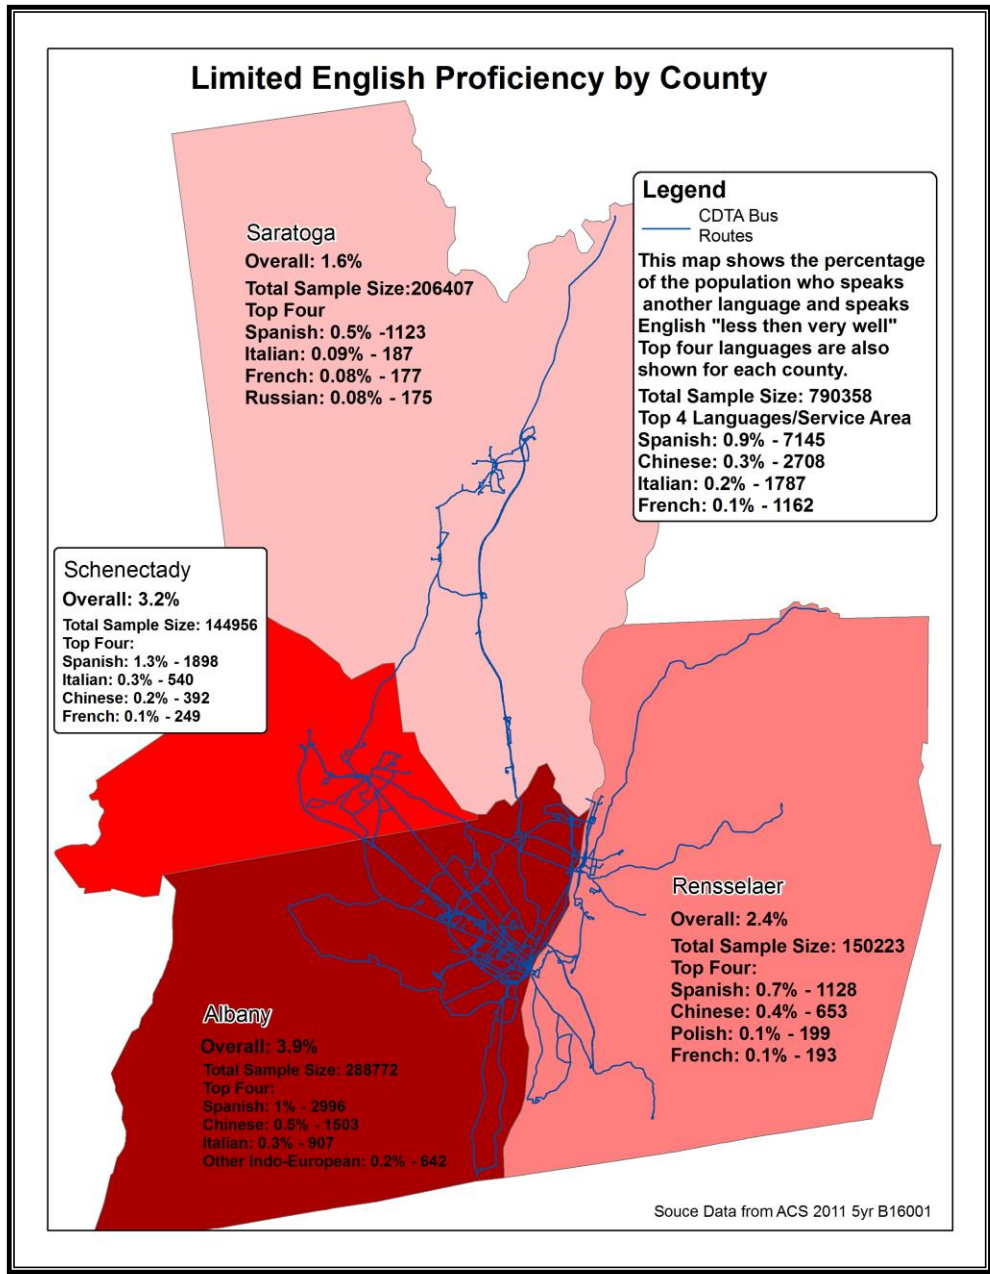 Limited English Proficiency by County
Saratoga
Overall: 1.6%
Total Sample Size:206407
Top Four
Spanish: 0.5% -1123
Italian: 0.09% - 187
French: 0.08% - 177
Russian: 0.08% - 175
Legend
CDTA Bus
Routes
This map shows the percentage
of the population who speaks
another language and speaks
English "less then very well"
Top four languages are also
shown for each county.
Total Sample Size: 790358
Top 4 Languages/Service Area
Spanish: 0.9% - 7145
Chinese: 0.3% - 2708
Italian: 0.2% - 1787
French: 0.1% - 1162
Schenectady
Overall: 3.2%
Total Sample Size: 144956
Top Four:
Spanish: 1.3% - 1898
Italian: 0.3% - 540
Chinese: 0.2% - 392
French: 0.1% - 249
Rensselaer
Overall: 2.4%
Total Sample Size: 150223
Top Four:
Spanish: 0.7% - 1128
Chinese: 0.4% - 653
Polish: 0.1% - 199
French: 0.1% - 193
Albany
Overall: 3.9%
Total Sample Size: 288772
Top Four:
Spanish: 1% - 2996
Chinese: 0.5% - 1503
Italian: 0.3% - 907
Other Indo-European: 0.2% - 642
Souce Data from ACS 2011 5yr B16001